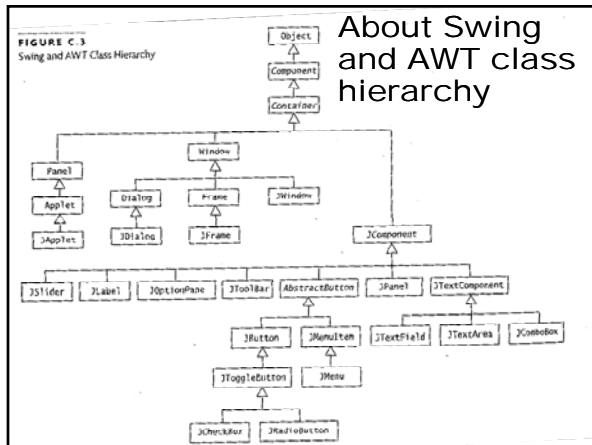 FIGURE C.3
Swing and AWT Class Hierarchy
About Swing
and AWT class
hierarchy
Object
Component
Container
Window
Panel
Dialog
Frame
JWindow
Applet
JApplet
JDialog
JFrame
JComponent
JSlider
JLabel
JOptionPane
JToolBar
AbstractButton
JPanel
JTextComponent
JButton
JMenuItem
JTextField
JTextArea
JComboBox
JToggleButton
JMenu
JCheckBox
JRadioButton